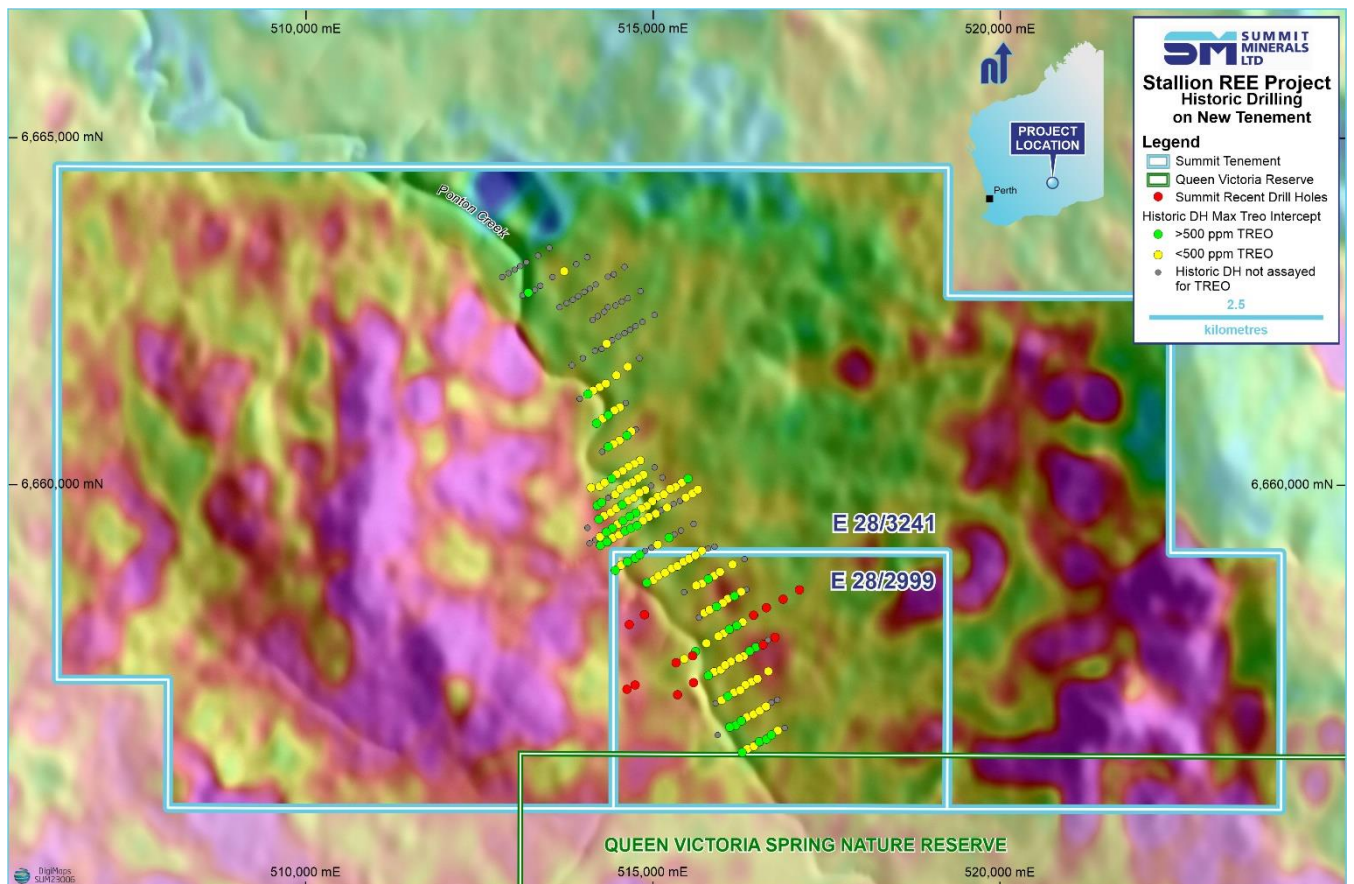 510,000 mE
515,000 mE
520,000 mE
6,665,000 mN
6,660,000 mN
6,660,000 mN
n
PROJECT
LOCATION
Perth
SM SUMMIT
MINERALS
LTD
Stallion REE Project
Historic Drilling
on New Tenement
Legend
Summit Tenement
Queen Victoria Reserve
Summit Recent Drill Holes
Historic DH Max Treo Intercept
>500 ppm TREO
<500 ppm TREO
Historic DH not assayed
for TREO
2.5
kilometres
Ponton Creek
E 28/3241
E 28/2999
QUEEN VICTORIA SPRING NATURE RESERVE
DigiMaps
SUM23006
510,000 mE
515,000 mE
520,000 mE